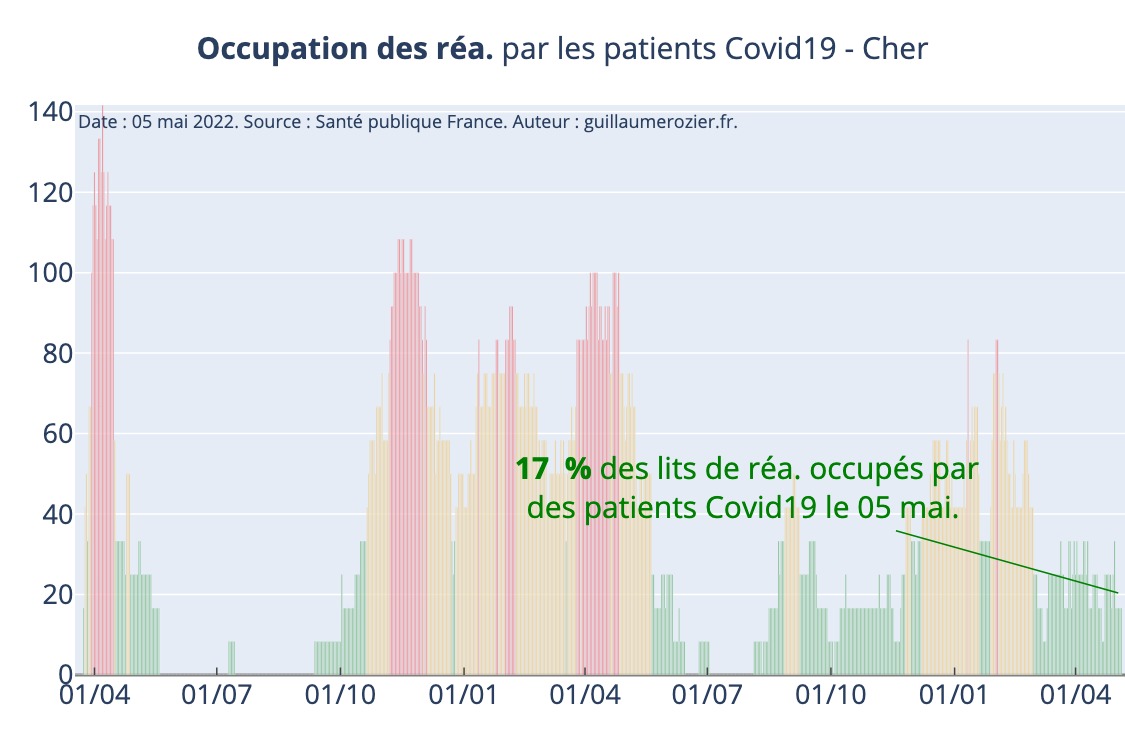 Occupation des réa. par les patients Covid19 - Cher
140
Date : 05 mai 2022. Source : Santé publique France. Auteur : guillaumerozier.fr.
120
100
80
60
17 % des lits de réa. occupés par
des patients Covid19 le 05 mai.
40
20
0
01/04 01/07 01/10 01/01 01/04 01/07 01/10 01/01 01/04